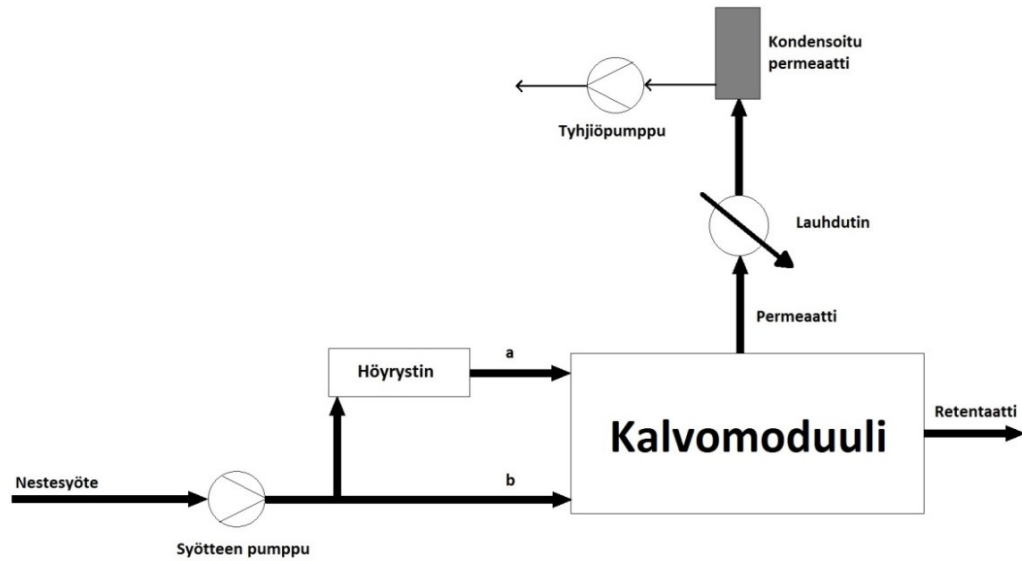 Kondensoitu
permeaatti
Tyhjiöpumppu
Lauhdutin
Permeaatti
a
Höyrystin
Kalvomoduuli
Retentaatti
Nestesyöte
b
Syötteen pumppu